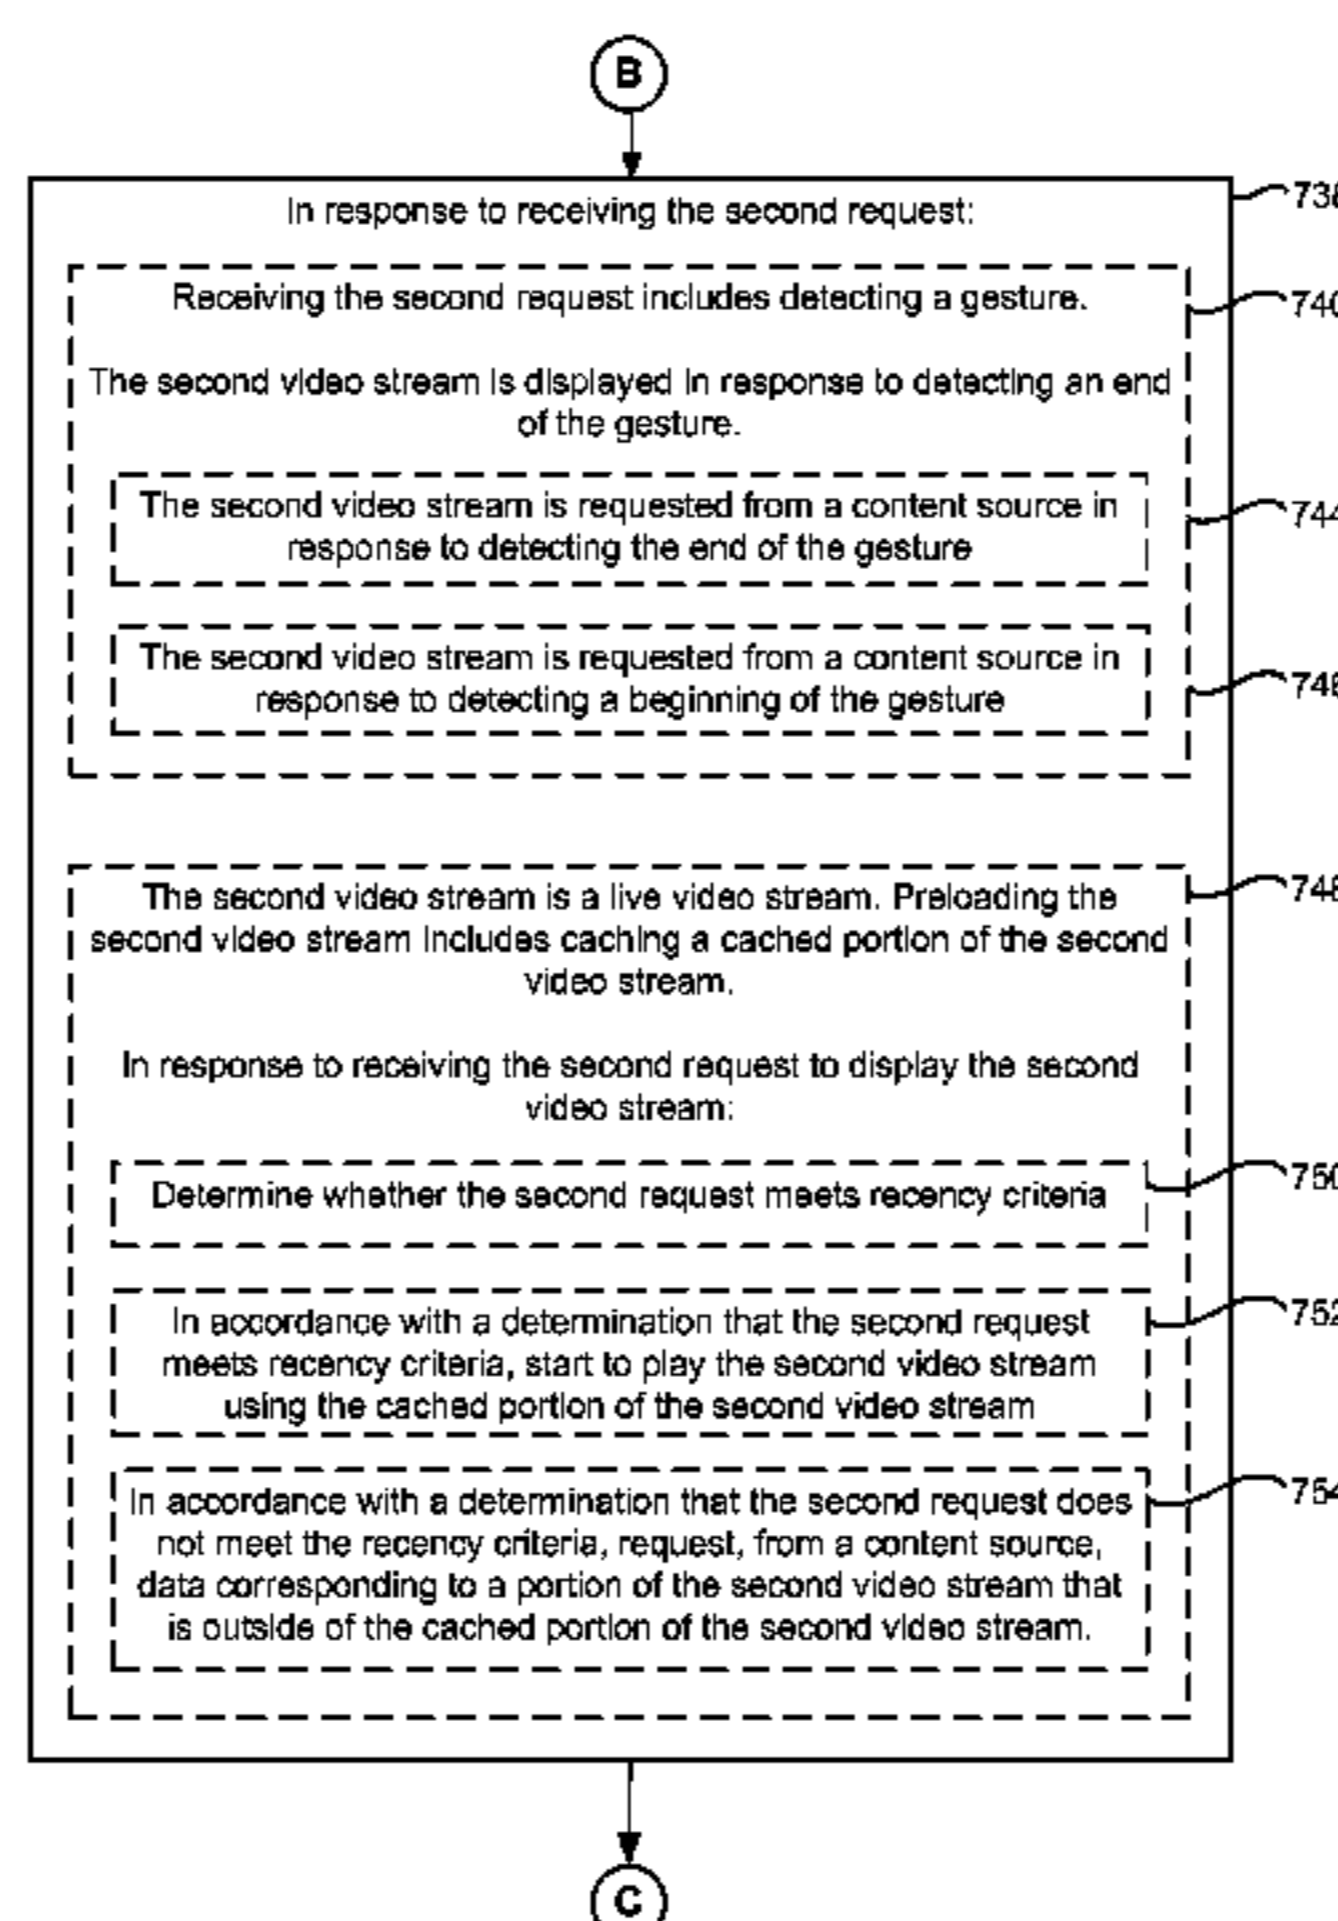 B
In response to receiving the second request:
738
Receiving the second request includes detecting a gesture.
740
The second video stream is displayed in response to detecting an end
of the gesture.
The second video stream is requested from a content source in
response to detecting the end of the gesture
744
The second video stream is requested from a content source in
response to detecting a beginning of the gesture
746
The second video stream is a live video stream. Preloading the
second video stream includes caching a cached portion of the second
video stream.
748
In response to receiving the second request to display the second
video stream:
Determine whether the second request meets recency criteria
750
In accordance with a determination that the second request
meets recency criteria, start to play the second video stream
using the cached portion of the second video stream
752
In accordance with a determination that the second request does
not meet the recency criteria, request, from a content source,
data corresponding to a portion of the second video stream that
is outside of the cached portion of the second video stream.
754
C